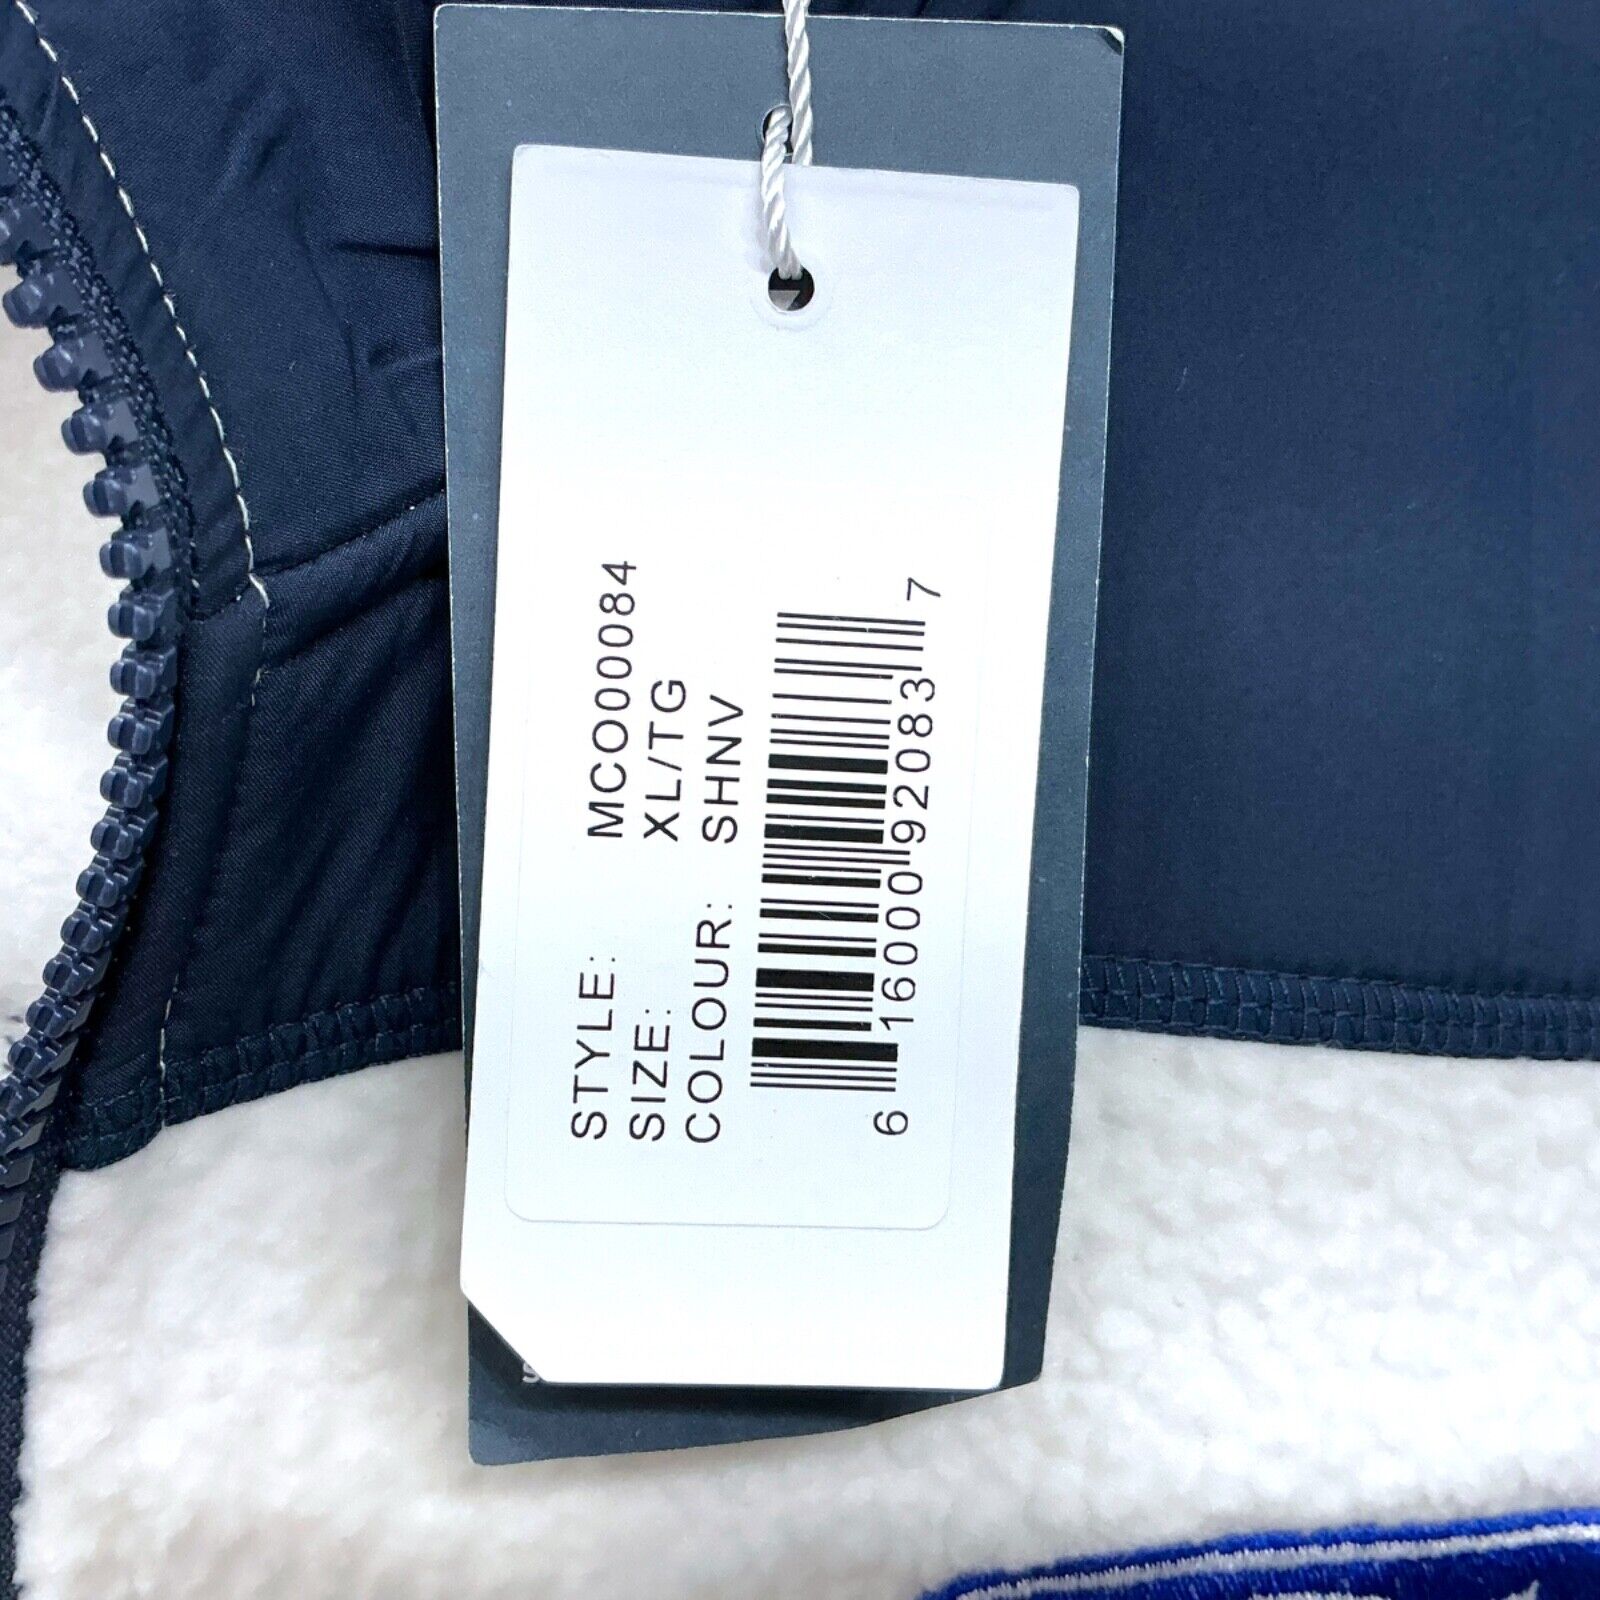 STYLE: MCO00084
SIZE: XL/TG
COLOUR: SHNV
6 16000 92083 7
S